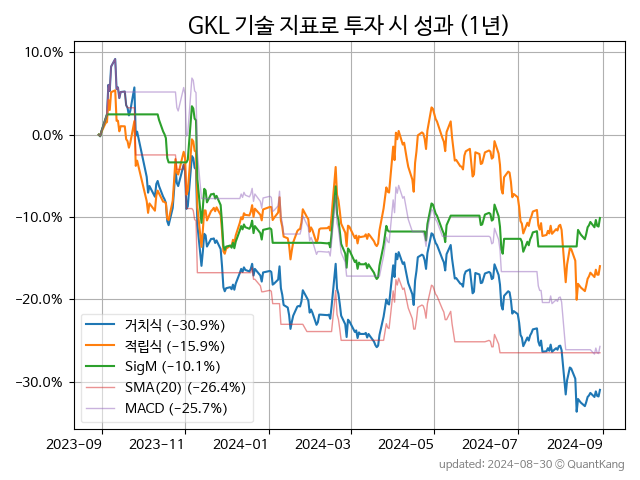 GKL 기술 지표로 투자 시 성과 (1년)
10.0%
0.0%
−10.0%
−20.0%
−30.0%
거치식 (−30.9%)
적립식 (−15.9%)
SigM (−10.1%)
SMA(20) (−26.4%)
MACD (−25.7%)
2023-09 2023-11 2024-01 2024-03 2024-05 2024-07 2024-09
updated: 2024-08-30 © QuantKang